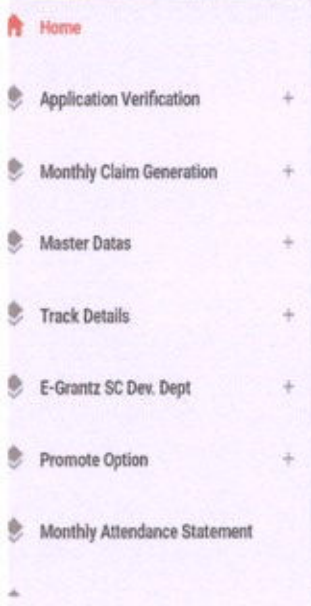 Home
Application Verification +
Monthly Claim Generation +
Master Datas +
Track Details +
E-Grantz SC Dev. Dept +
Promote Option +
Monthly Attendance Statement